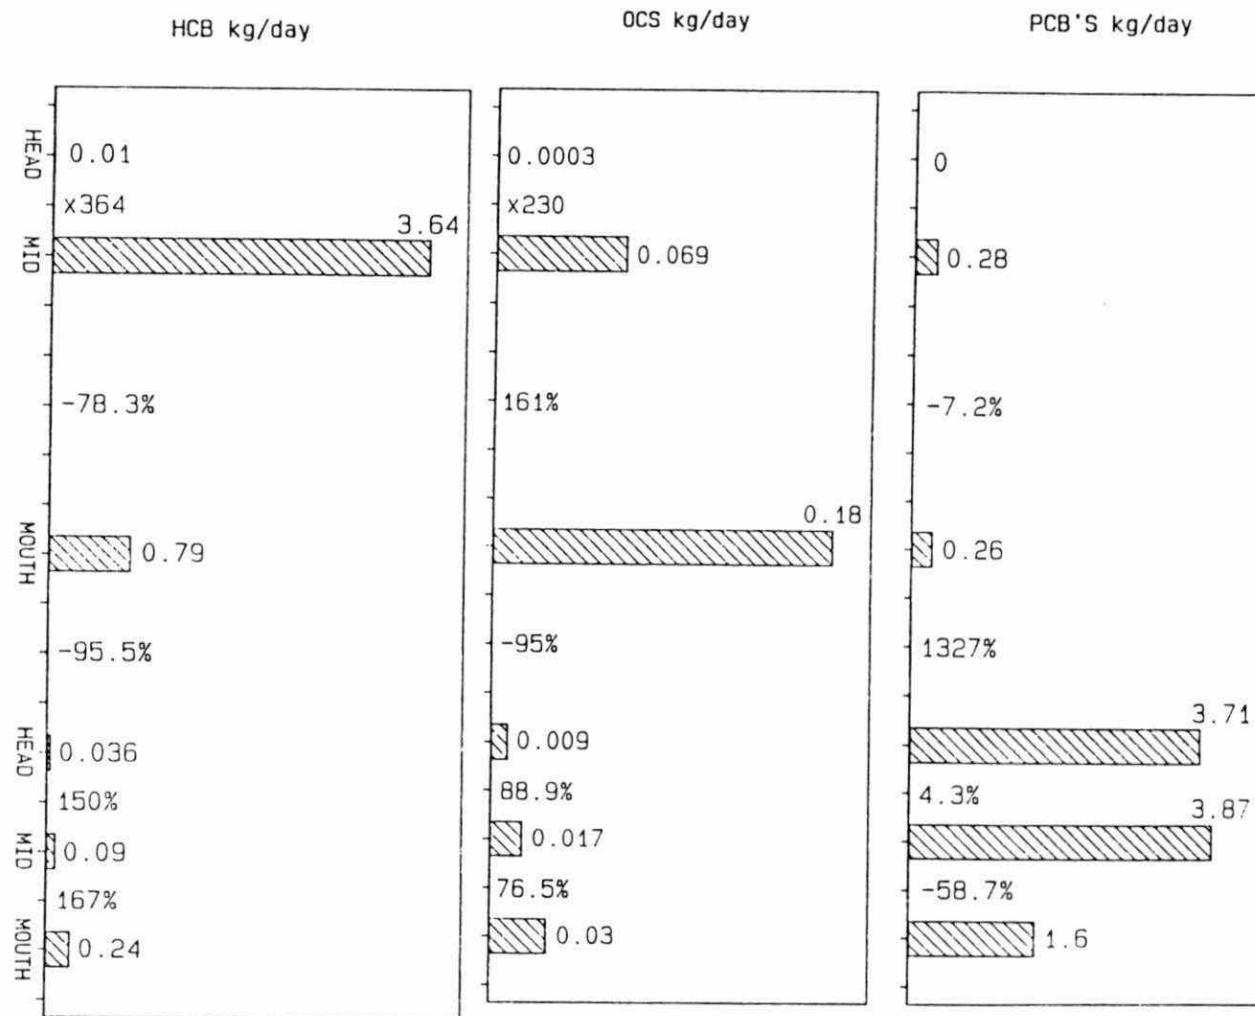 HCB kg/day
OCS kg/day
PCB'S kg/day
HEAD
0.01
0.0003
0
x364
x230
MID
3.64
0.069
0.28
-78.3%
161%
-7.2%
MOUTH
0.79
0.18
0.26
-95.5%
-95%
1327%
HEAD
0.036
0.009
3.71
150%
88.9%
4.3%
MID
0.09
0.017
3.87
167%
76.5%
-58.7%
MOUTH
0.24
0.03
1.6